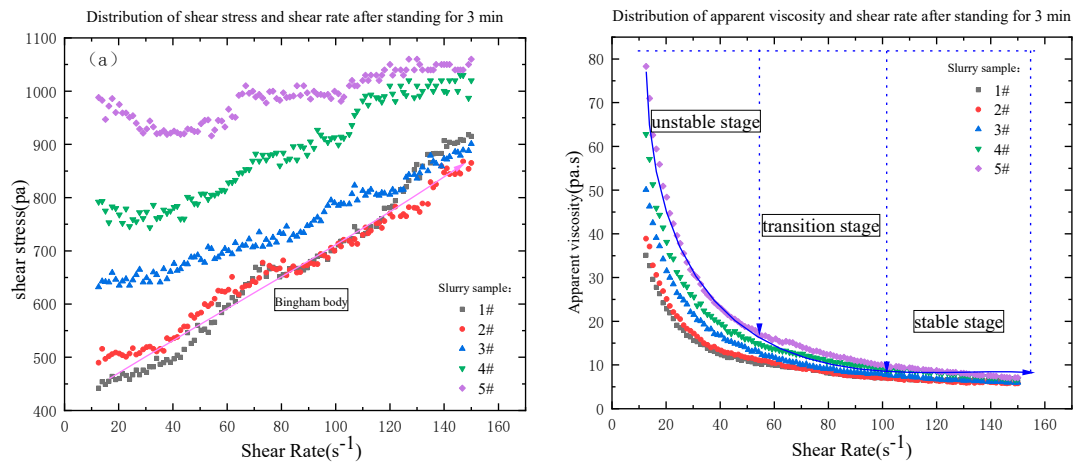 Distribution of shear stress and shear rate after standing for 3 min
(a)
shear stress(pa)
1100
1000
900
800
700
600
500
400
0 20 40 60 80 100 120 140 160
Shear Rate(s-1)
Bingham body
Slurry sample:
1#
2#
3#
4#
5#
Distribution of apparent viscosity and shear rate after standing for 3 min
Apparent viscosity(pa.s)
80
70
60
50
40
30
20
10
0
0 20 40 60 80 100 120 140 160
Shear Rate(s-1)
unstable stage
transition stage
stable stage
Slurry sample:
1#
2#
3#
4#
5#